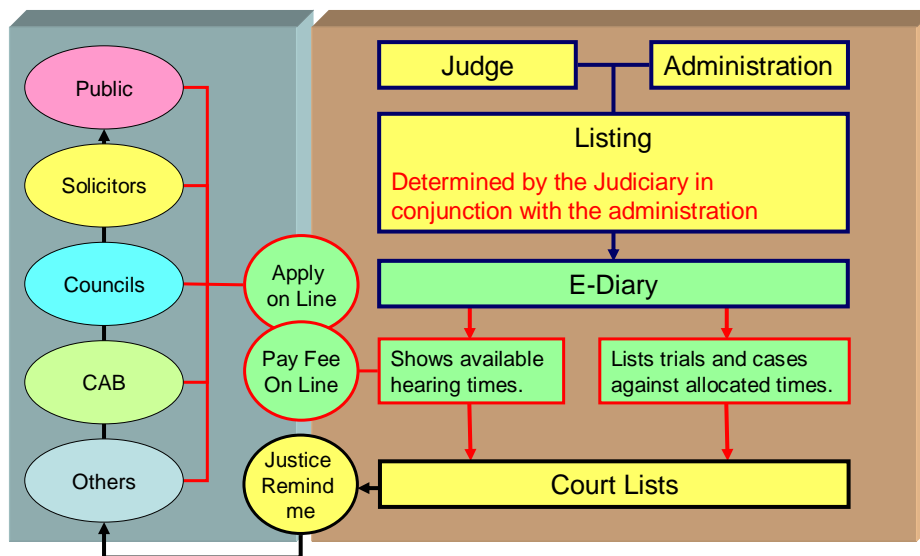 Public
Solicitors
Councils
CAB
Others
Apply
on Line
Pay Fee
On Line
Justice
Remind
me
Judge
Administration
Listing
Determined by the Judiciary in
conjunction with the administration
E-Diary
Shows available
hearing times.
Lists trials and cases
against allocated times.
Court Lists